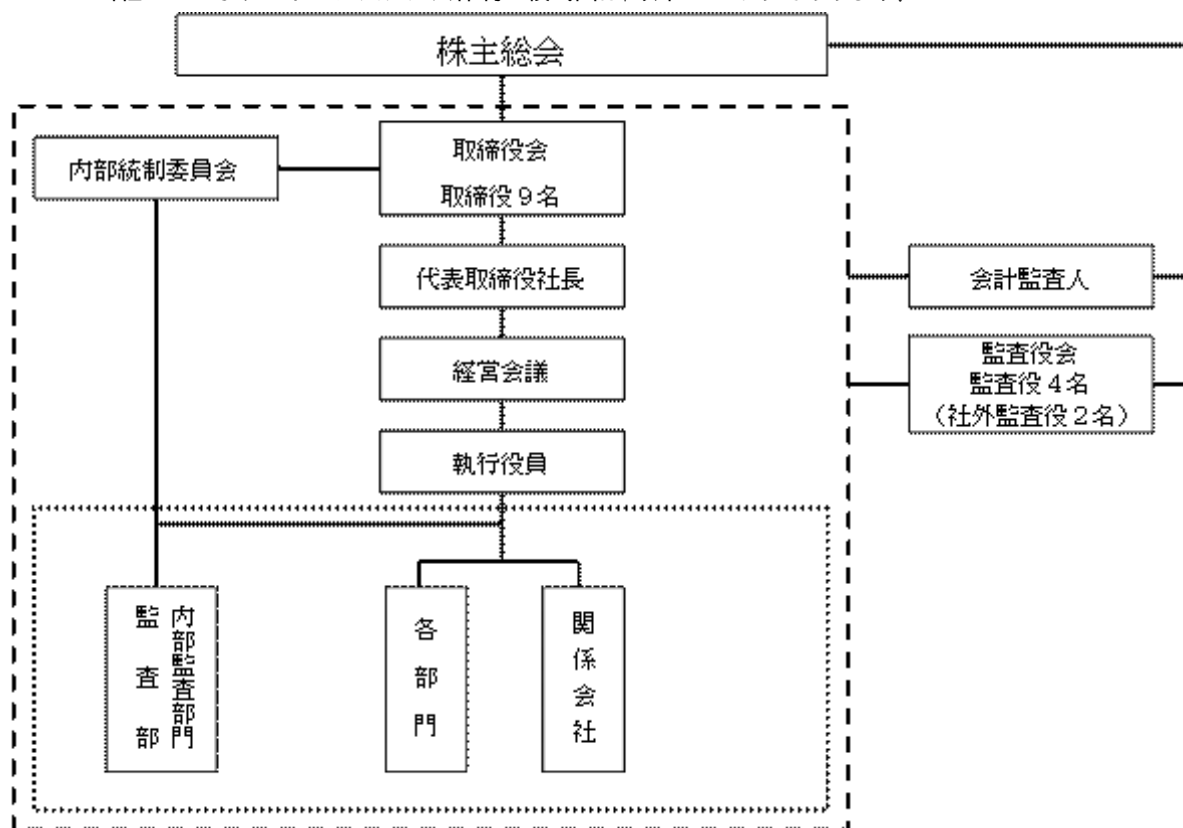 株主総会
取締役会
取締役９名
内部統制委員会
代表取締役社長
会計監査人
経営会議
監査役会
監査役４名
（社外監査役２名）
執行役員
内部監査部門
監査部
各部門
関係会社